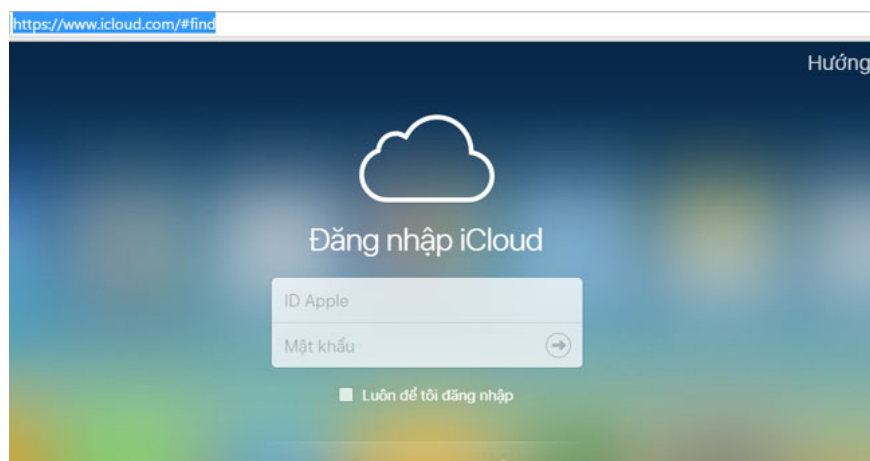 https://www.icloud.com/#find
Hướng
Đăng nhập iCloud
ID Apple
Mật khẩu
Luôn để tôi đăng nhập